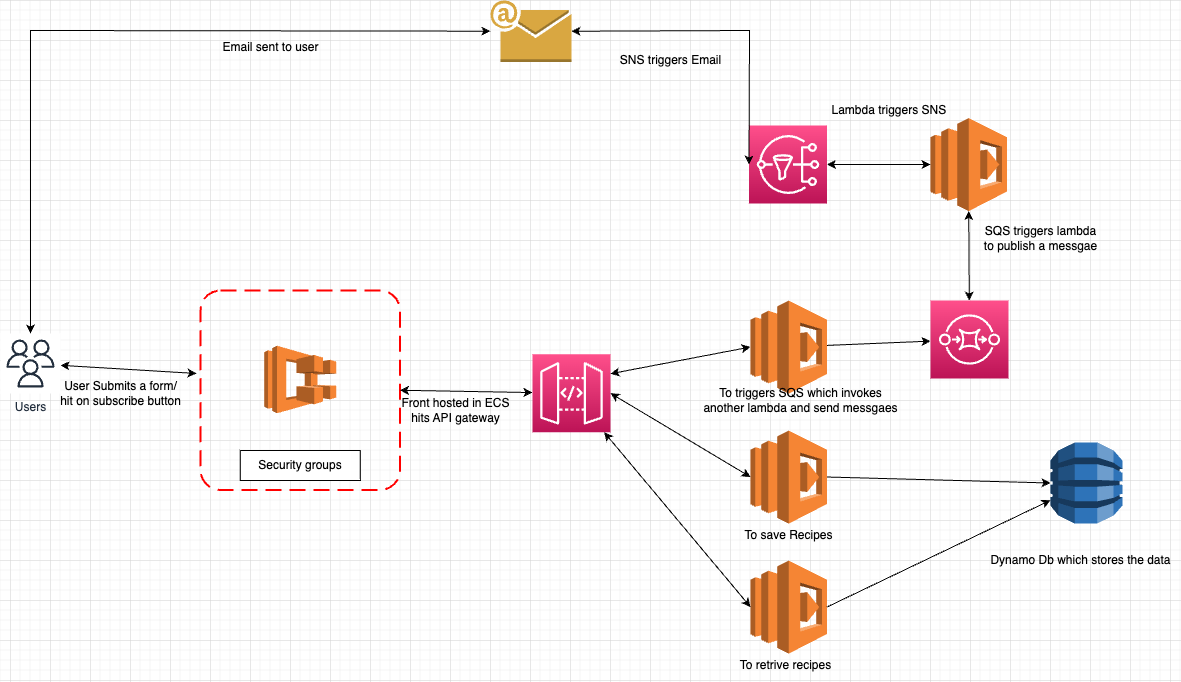 @
Email sent to user
SNS triggers Email
Lambda triggers SNS
SQS triggers lambda
to publish a messgae
User Submits a form/
hit on subscribe button
Users
Front hosted in ECS
hits API gateway
</>
To triggers SQS which invokes
another lambda and send messgaes
Security groups
To save Recipes
Dynamo Db which stores the data
To retrive recipes